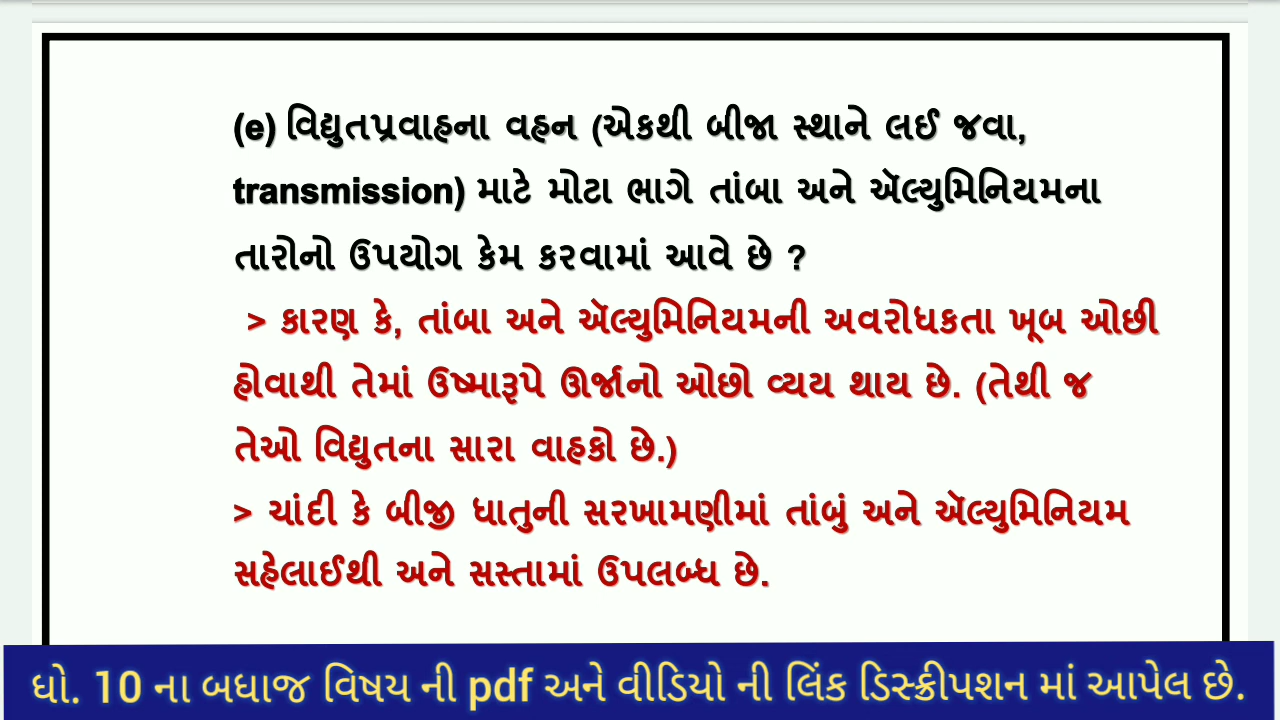 (e) વિદ્યુતપ્રવાહના વહન (એકથી બીજા સ્થાને લઈ જવા,
transmission) માટે મોટા ભાગે તાંબા અને ઍલ્યુમિનિયમના
તારોનો ઉપયોગ કેમ કરવામાં આવે છે ?
> કારણ કે, તાંબા અને ઍલ્યુમિનિયમની અવરોધકતા ખૂબ ઓછી
હોવાથી તેમાં ઉષ્મારૂપે ઊર્જાનો ઓછો વ્યય થાય છે. (તેથી જ
તેઓ વિદ્યુતના સારા વાહકો છે.)
> ચાંદી કે બીજી ધાતુની સરખામણીમાં તાંબું અને ઍલ્યુમિનિયમ
સહેલાઈથી અને સસ્તામાં ઉપલબ્ધ છે.
ધો. 10 ના બધાજ વિષય ની pdf અને વીડિયો ની લિંક ડિસ્ક્રીપશન માં આપેલ છે.